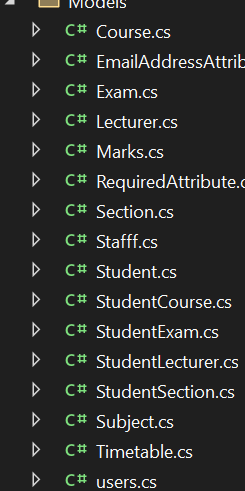 Models
C# Course.cs
C# EmailAddressAttrib
C# Exam.cs
C# Lecturer.cs
C# Marks.cs
C# RequiredAttribute.c
C# Section.cs
C# Stafff.cs
C# Student.cs
C# StudentCourse.cs
C# StudentExam.cs
C# StudentLecturer.cs
C# StudentSection.cs
C# Subject.cs
C# Timetable.cs
C# users.cs